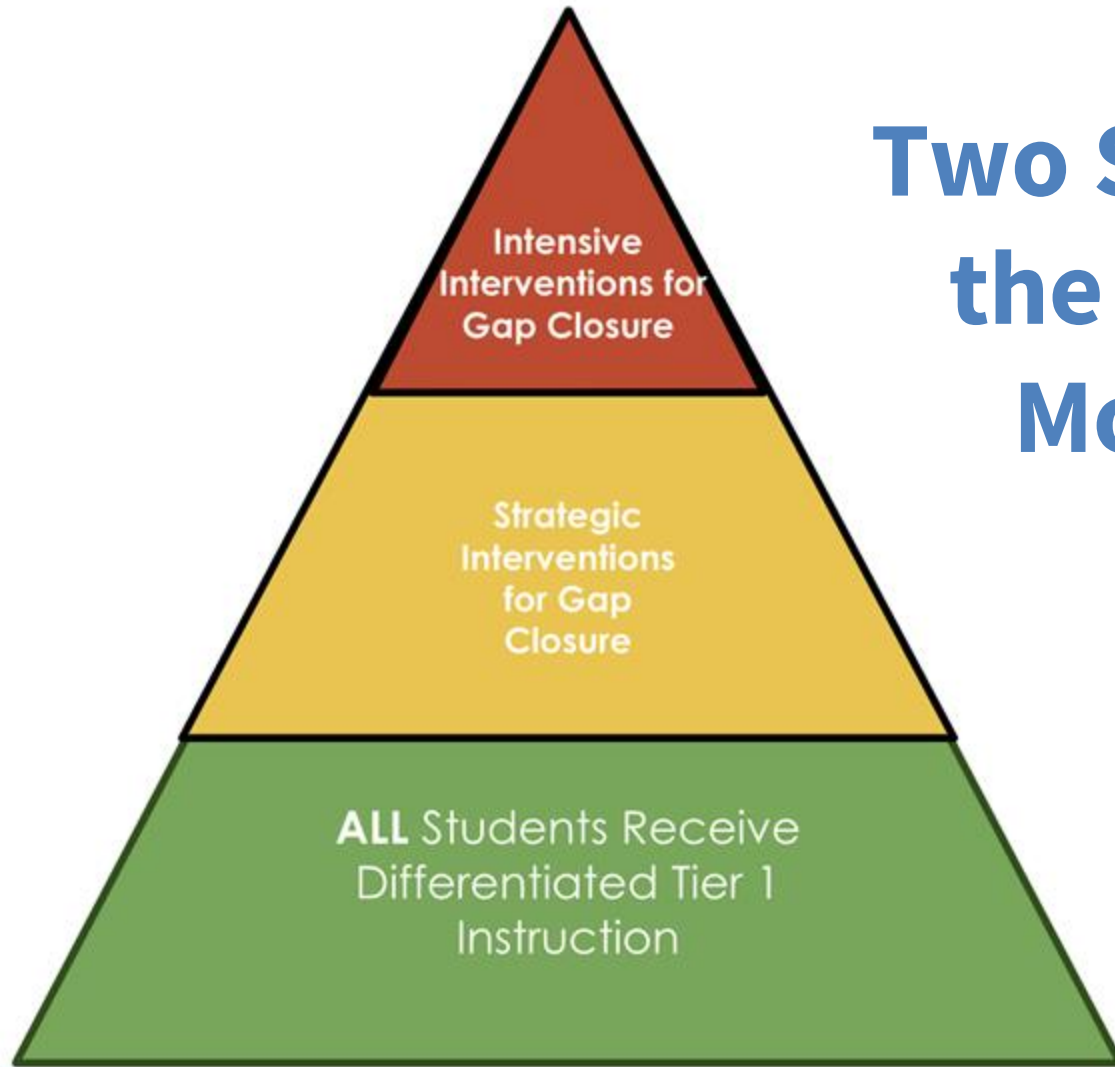 Two
the
Intensive
Interventions for
Gap Closure
Strategic
Interventions
for Gap
Closure
ALL Students Receive
Differentiated Tier 1
Instruction